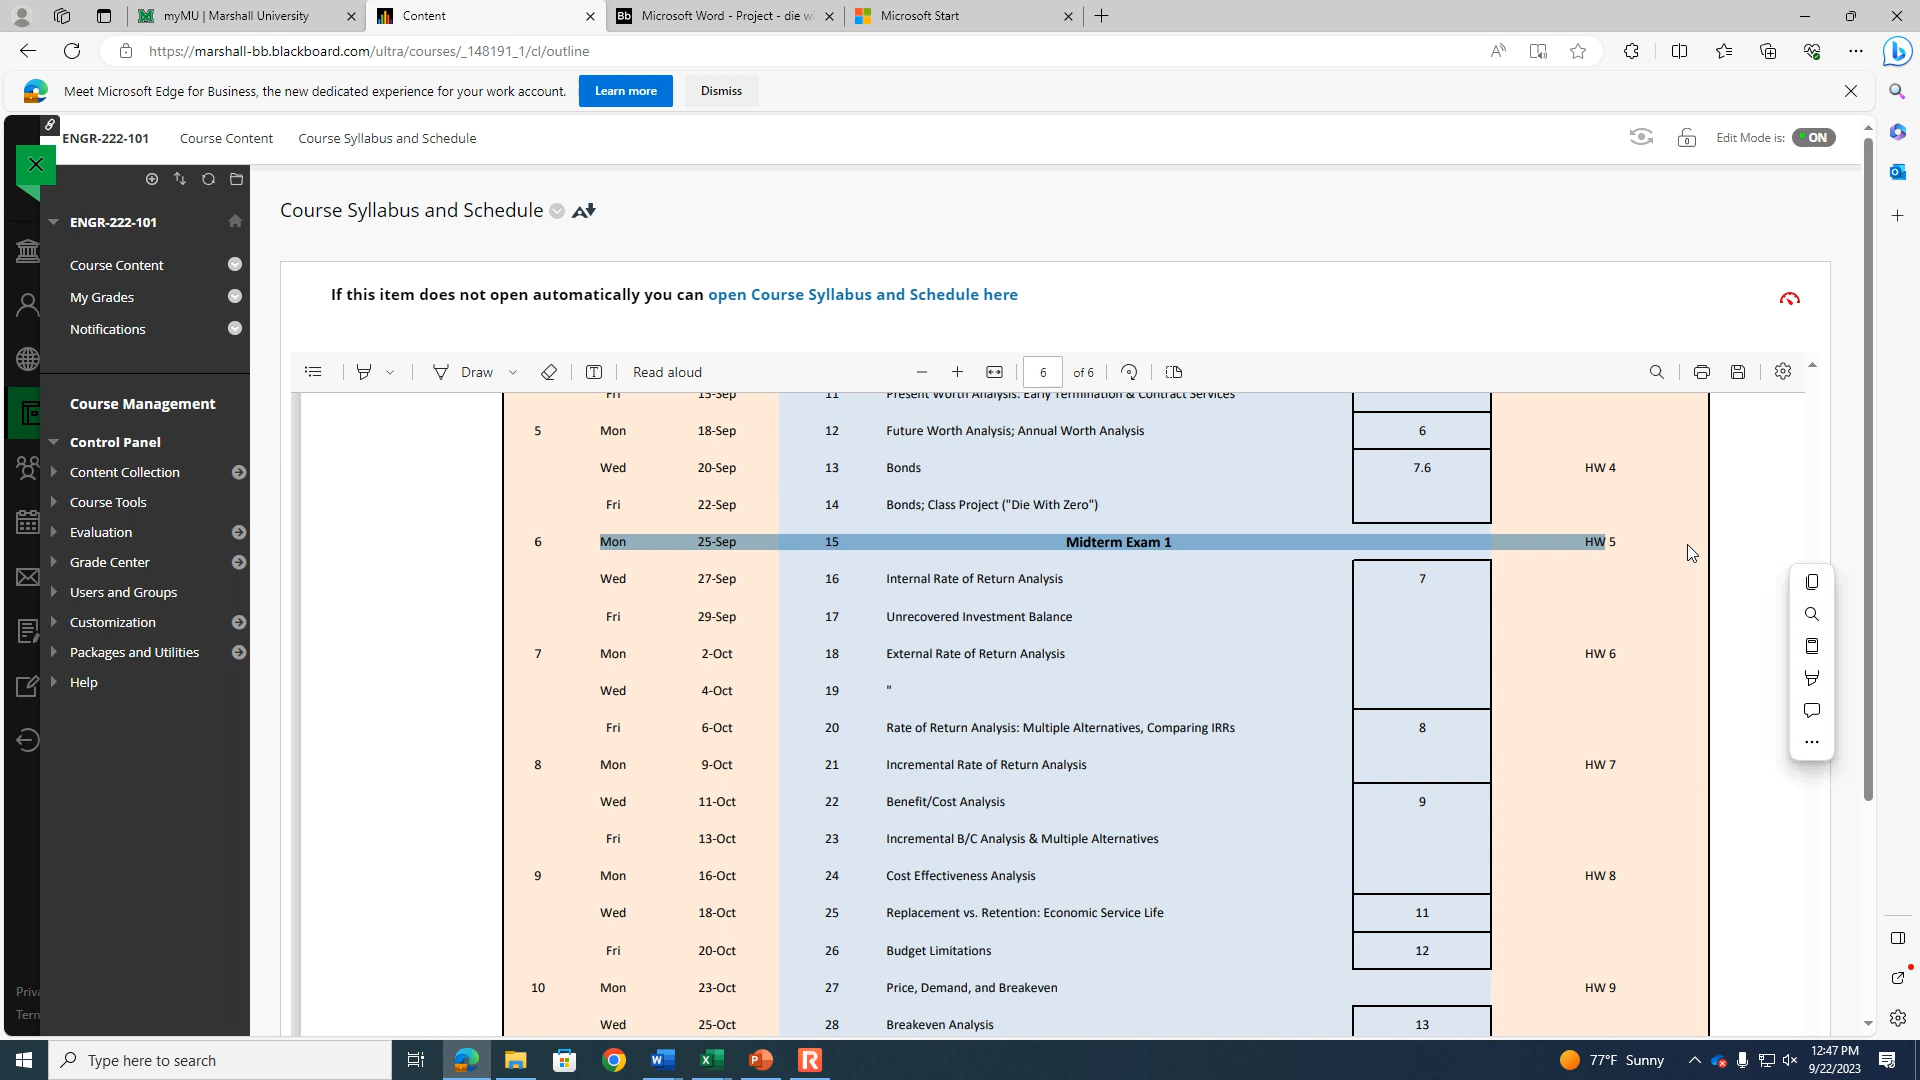 myMU | Marshall University
Content
Microsoft Word - Project - die wi
Microsoft Start
https://marshall-bb.blackboard.com/ultra/courses/_148191_1/cl/outline
Meet Microsoft Edge for Business, the new dedicated experience for your work account.
Learn more
Dismiss
ENGR-222-101
Course Content
Course Syllabus and Schedule
Edit Mode is:
ON
ENGR-222-101
Course Content
My Grades
Notifications
Course Management
Control Panel
Content Collection
Course Tools
Evaluation
Grade Center
Users and Groups
Customization
Packages and Utilities
Help
Priva
Term
Course Syllabus and Schedule
If this item does not open automatically you can open Course Syllabus and Schedule here
Draw
Read aloud
6 of 6
Fri 15-Sep 11 Present Worth Analysis: Early Termination & Contract Services
5 Mon 18-Sep 12 Future Worth Analysis; Annual Worth Analysis 6
Wed 20-Sep 13 Bonds 7.6 HW 4
Fri 22-Sep 14 Bonds; Class Project ("Die With Zero")
6 Mon 25-Sep 15 Midterm Exam 1 HW 5
Wed 27-Sep 16 Internal Rate of Return Analysis 7
Fri 29-Sep 17 Unrecovered Investment Balance
7 Mon 2-Oct 18 External Rate of Return Analysis HW 6
Wed 4-Oct 19 "
Fri 6-Oct 20 Rate of Return Analysis: Multiple Alternatives, Comparing IRRs 8
8 Mon 9-Oct 21 Incremental Rate of Return Analysis HW 7
Wed 11-Oct 22 Benefit/Cost Analysis 9
Fri 13-Oct 23 Incremental B/C Analysis & Multiple Alternatives
9 Mon 16-Oct 24 Cost Effectiveness Analysis HW 8
Wed 18-Oct 25 Replacement vs. Retention: Economic Service Life 11
Fri 20-Oct 26 Budget Limitations 12
10 Mon 23-Oct 27 Price, Demand, and Breakeven HW 9
Wed 25-Oct 28 Breakeven Analysis 13
Type here to search
77°F Sunny
12:47 PM
9/22/2023